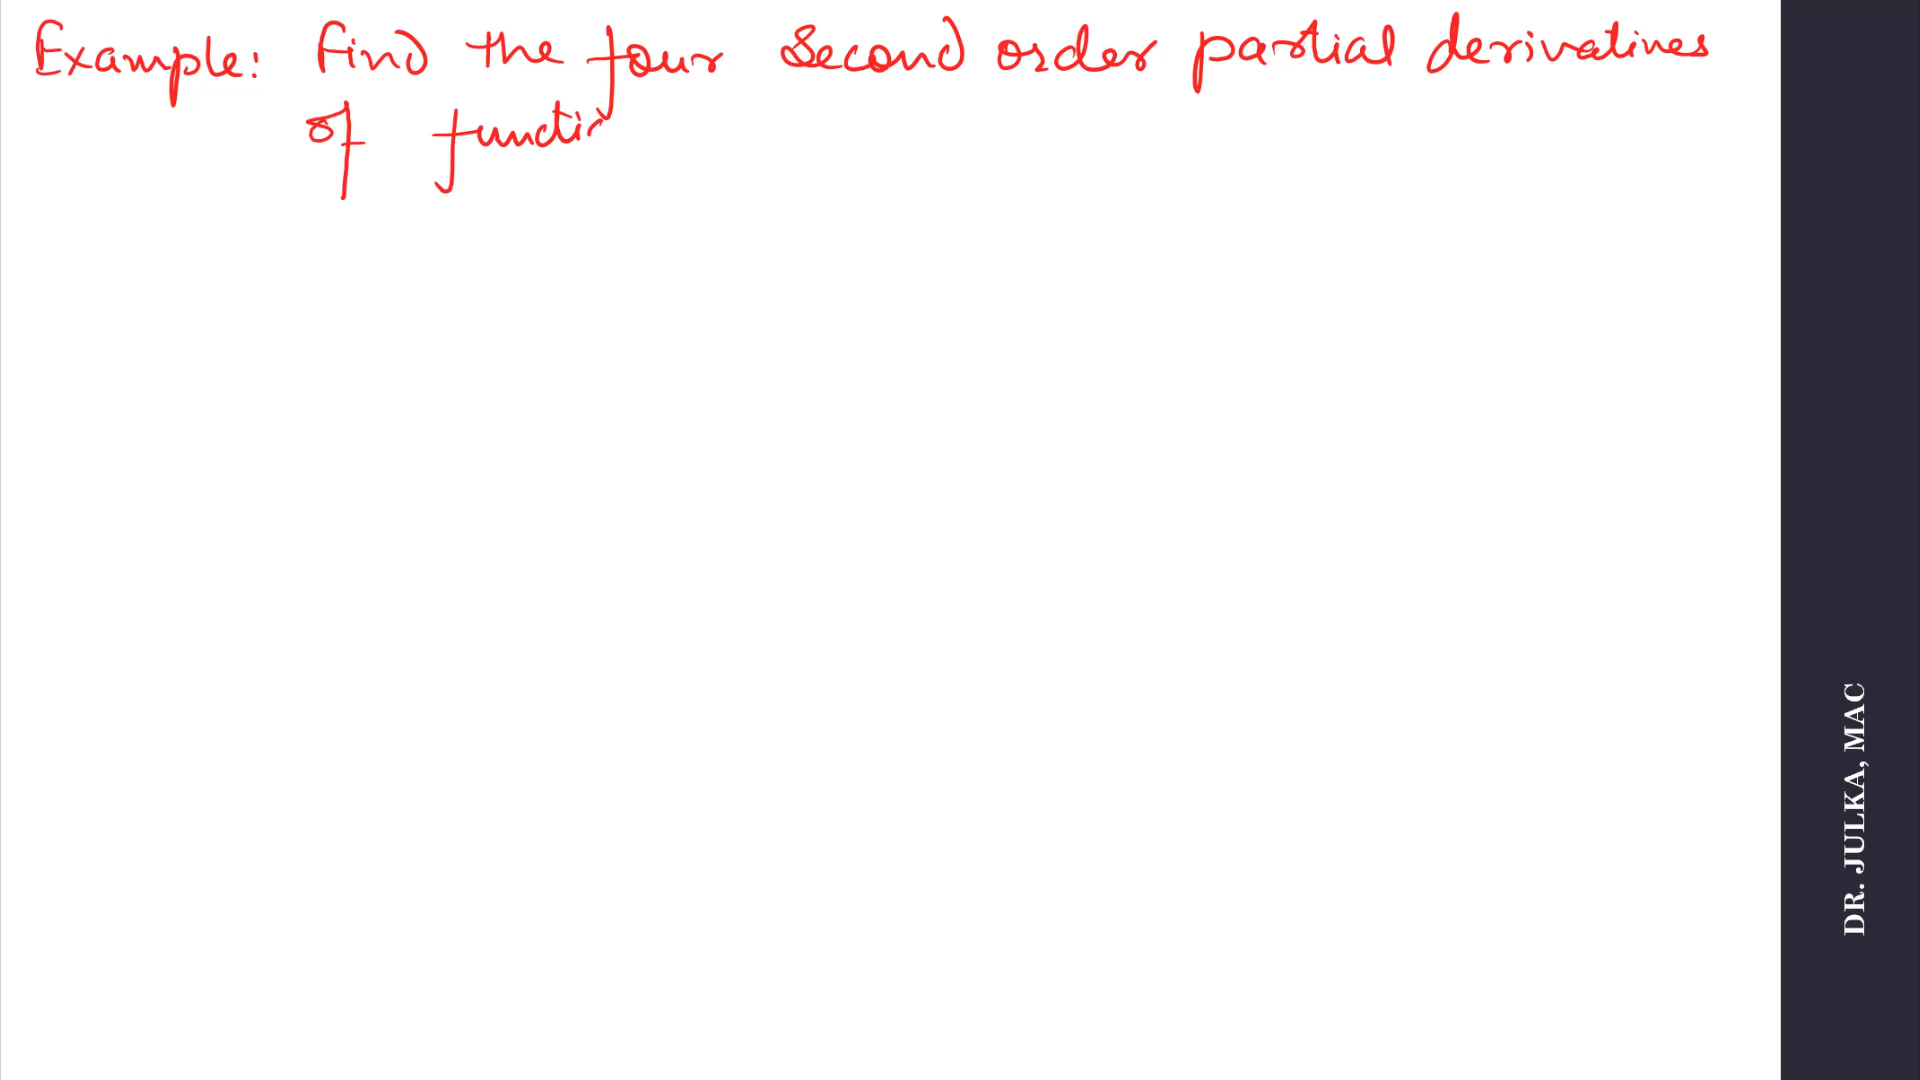 Example: Find the four Second order partial derivatives
of functi
DR. JULKA, MAC